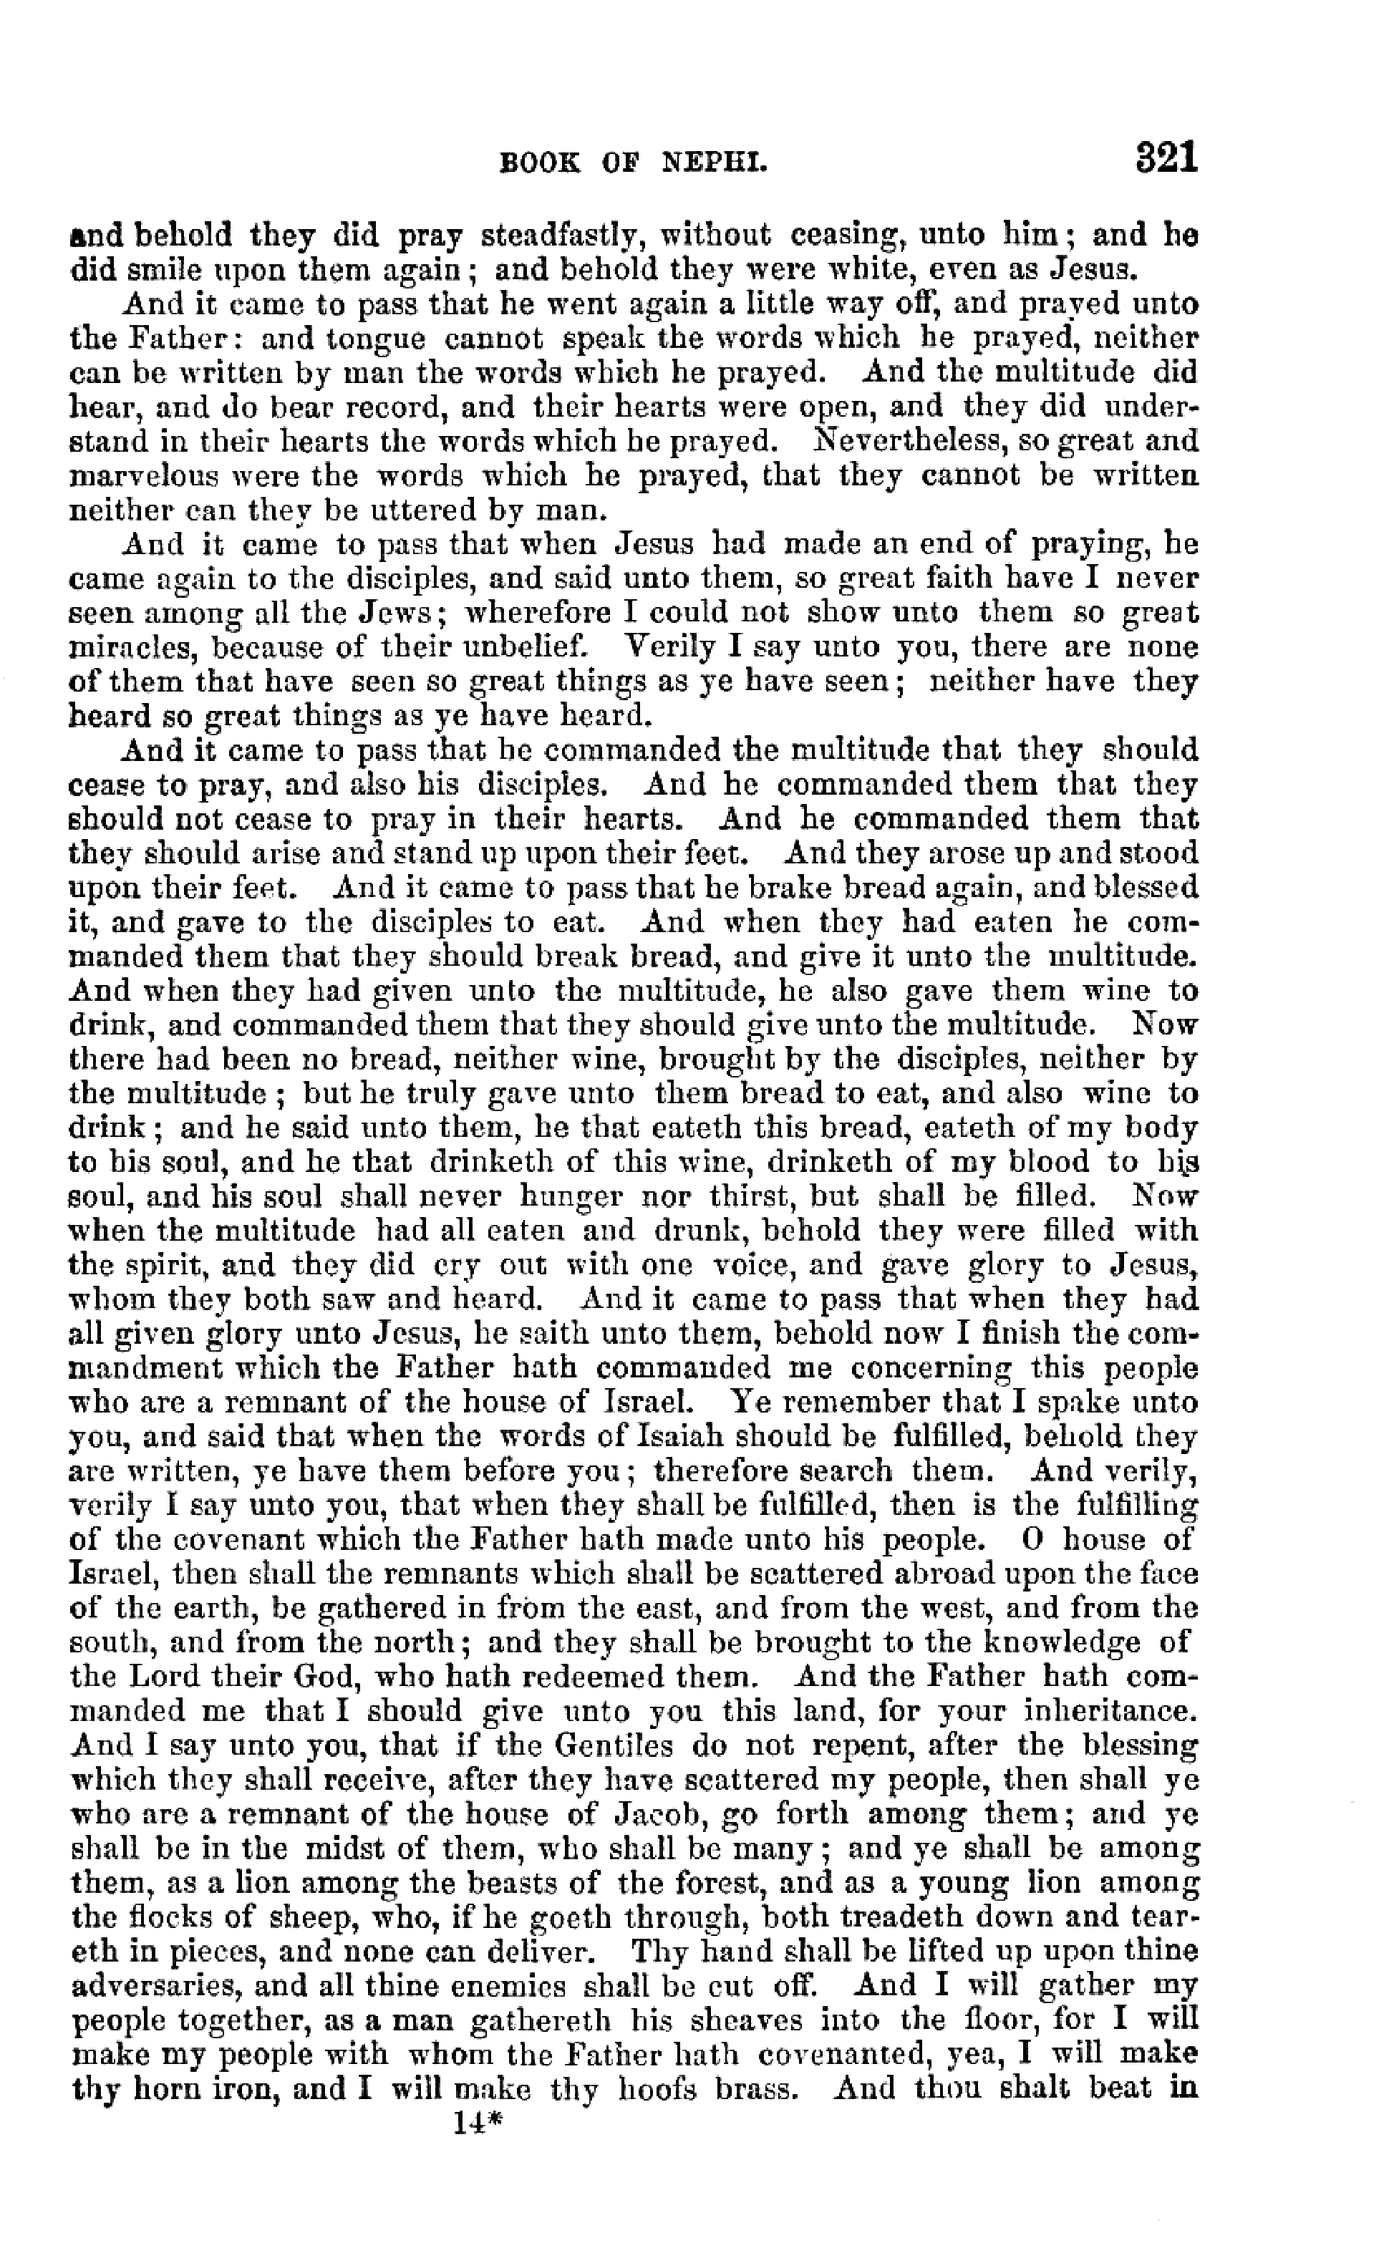 BOOK OF NEPHI. 321
and behold they did pray steadfastly, without ceasing, unto him; and he
did smile upon them again; and behold they were white, even as Jesus.
And it came to pass that he went again a little way off, and prayed unto
the Father: and tongue cannot speak the words which he prayed, neither
can be written by man the words which he prayed. And the multitude did
hear, and do bear record, and their hearts were open, and they did under-
stand in their hearts the words which he prayed. Nevertheless, so great and
marvelous were the words which he prayed, that they cannot be written
neither can they be uttered by man.
And it came to pass that when Jesus had made an end of praying, he
came again to the disciples, and said unto them, so great faith have I never
seen among all the Jews; wherefore I could not show unto them so great
miracles, because of their unbelief. Verily I say unto you, there are none
of them that have seen so great things as ye have seen; neither have they
heard so great things as ye have heard.
And it came to pass that he commanded the multitude that they should
cease to pray, and also his disciples. And he commanded them that they
should not cease to pray in their hearts. And he commanded them that
they should arise and stand up upon their feet. And they arose up and stood
upon their feet. And it came to pass that he brake bread again, and blessed
it, and gave to the disciples to eat. And when they had eaten he com-
manded them that they should break bread, and give it unto the multitude.
And when they had given unto the multitude, he also gave them wine to
drink, and commanded them that they should give unto the multitude. Now
there had been no bread, neither wine, brought by the disciples, neither by
the multitude; but he truly gave unto them bread to eat, and also wine to
drink; and he said unto them, he that eateth this bread, eateth of my body
to his soul, and he that drinketh of this wine, drinketh of my blood to his
soul, and his soul shall never hunger nor thirst, but shall be filled. Now
when the multitude had all eaten and drunk, behold they were filled with
the spirit, and they did cry out with one voice, and gave glory to Jesus,
whom they both saw and heard. And it came to pass that when they had
all given glory unto Jesus, he saith unto them, behold now I finish the com-
mandment which the Father hath commanded me concerning this people
who are a remnant of the house of Israel. Ye remember that I spake unto
you, and said that when the words of Isaiah should be fulfilled, behold they
are written, ye have them before you; therefore search them. And verily,
verily I say unto you, that when they shall be fulfilled, then is the fulfilling
of the covenant which the Father hath made unto his people. O house of
Israel, then shall the remnants which shall be scattered abroad upon the face
of the earth, be gathered in from the east, and from the west, and from the
south, and from the north; and they shall be brought to the knowledge of
the Lord their God, who hath redeemed them. And the Father hath com-
manded me that I should give unto you this land, for your inheritance.
And I say unto you, that if the Gentiles do not repent, after the blessing
which they shall receive, after they have scattered my people, then shall ye
who are a remnant of the house of Jacob, go forth among them; and ye
shall be in the midst of them, who shall be many; and ye shall be among
them, as a lion among the beasts of the forest, and as a young lion among
the flocks of sheep, who, if he goeth through, both treadeth down and tear-
eth in pieces, and none can deliver. Thy hand shall be lifted up upon thine
adversaries, and all thine enemies shall be cut off. And I will gather my
people together, as a man gathereth his sheaves into the floor, for I will
make my people with whom the Father hath covenanted, yea, I will make
thy horn iron, and I will make thy hoofs brass. And thou shalt beat in
14*